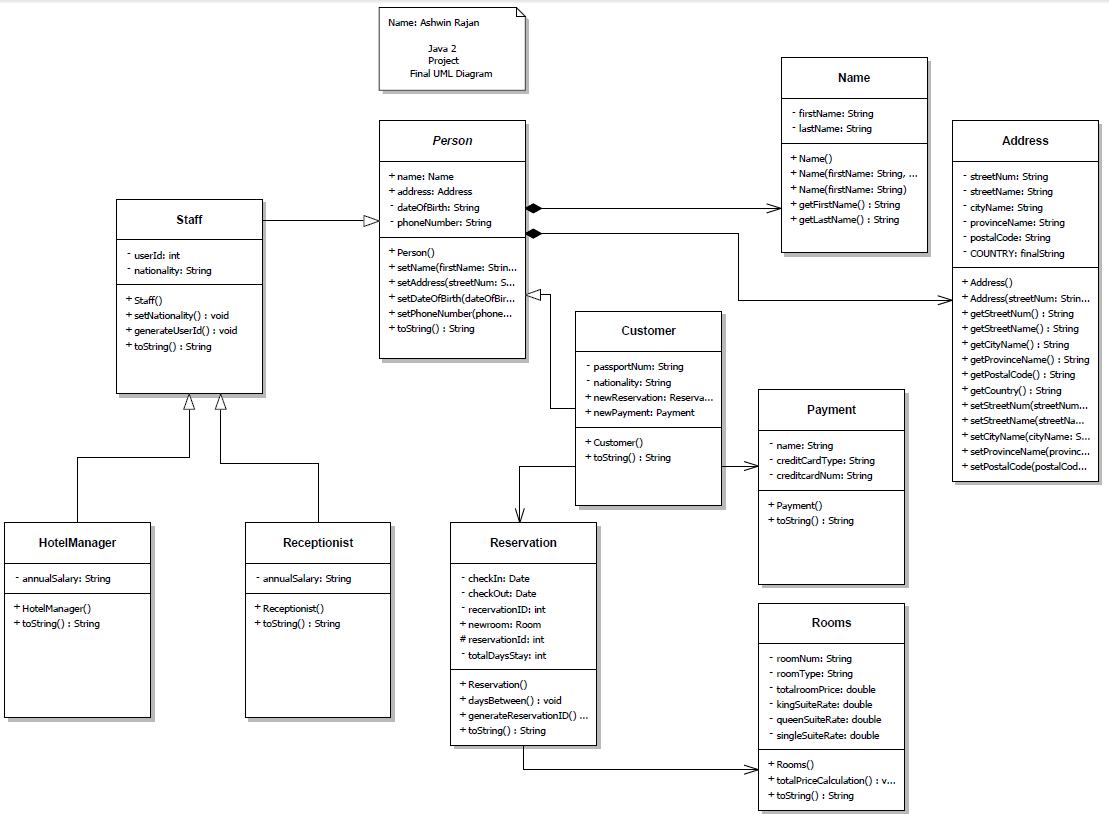 Name: Ashwin Rajan
Java 2
Project
Final UML Diagram
Name
- firstName: String
- lastName: String
+ Name()
+ Name(firstName: String, ...
+ Name(firstName: String)
+ getFirstName() : String
+ getLastName() : String
Person
+ name: Name
+ address: Address
- dateOfBirth: String
- phoneNumber: String
+ Person()
+ setName(firstName: Strin...
+ setAddress(streetNum: S...
+ setDateOfBirth(dateOfBir...
+ setPhoneNumber(phone...
+ toString() : String
Address
- streetNum: String
- streetName: String
- cityName: String
- provinceName: String
- postalCode: String
- COUNTRY: finalString
+ Address()
+ Address(streetNum: Strin...
+ getStreetNum() : String
+ getStreetName() : String
+ getCityName() : String
+ getProvinceName() : String
+ getPostalCode() : String
+ getCountry() : String
+ setStreetNum(streetNum...
+ setStreetName(streetNa...
+ setCityName(cityName: S...
+ setProvinceName(provinc...
+ setPostalCode(postalCod...
Staff
- userId: int
- nationality: String
+ Staff()
+ setNationality() : void
+ generateUserId() : void
+ toString() : String
Customer
- passportNum: String
- nationality: String
+ newReservation: Reserva...
+ newPayment: Payment
+ Customer()
+ toString() : String
Payment
- name: String
- creditCardType: String
- creditcardNum: String
+ Payment()
+ toString() : String
HotelManager
- annualSalary: String
+ HotelManager()
+ toString() : String
Receptionist
- annualSalary: String
+ Receptionist()
+ toString() : String
Reservation
- checkIn: Date
- checkOut: Date
- recervationID: int
+ newroom: Room
# reservationId: int
- totalDaysStay: int
+ Reservation()
+ daysBetween() : void
+ generateReservationID() ...
+ toString() : String
Rooms
- roomNum: String
- roomType: String
- totalroomPrice: double
- kingSuiteRate: double
- queenSuiteRate: double
- singleSuiteRate: double
+ Rooms()
+ totalPriceCalculation() : v...
+ toString() : String